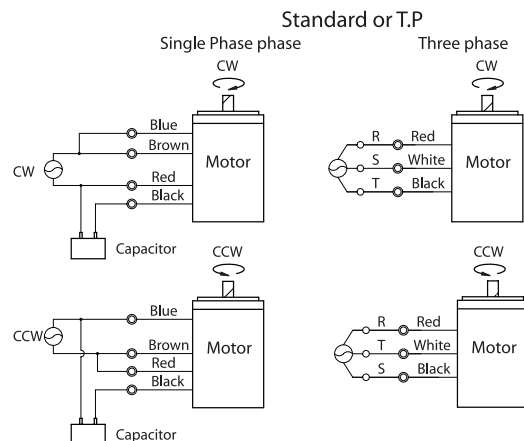 Standard or T.P
Single Phase phase
Three phase
CW
CW
Blue
Brown
Red
Black
Motor
CW
Capacitor
R
Red
S
White
T
Black
Motor
CCW
CCW
Blue
Brown
Red
Black
Motor
CCW
Capacitor
R
Red
T
White
S
Black
Motor